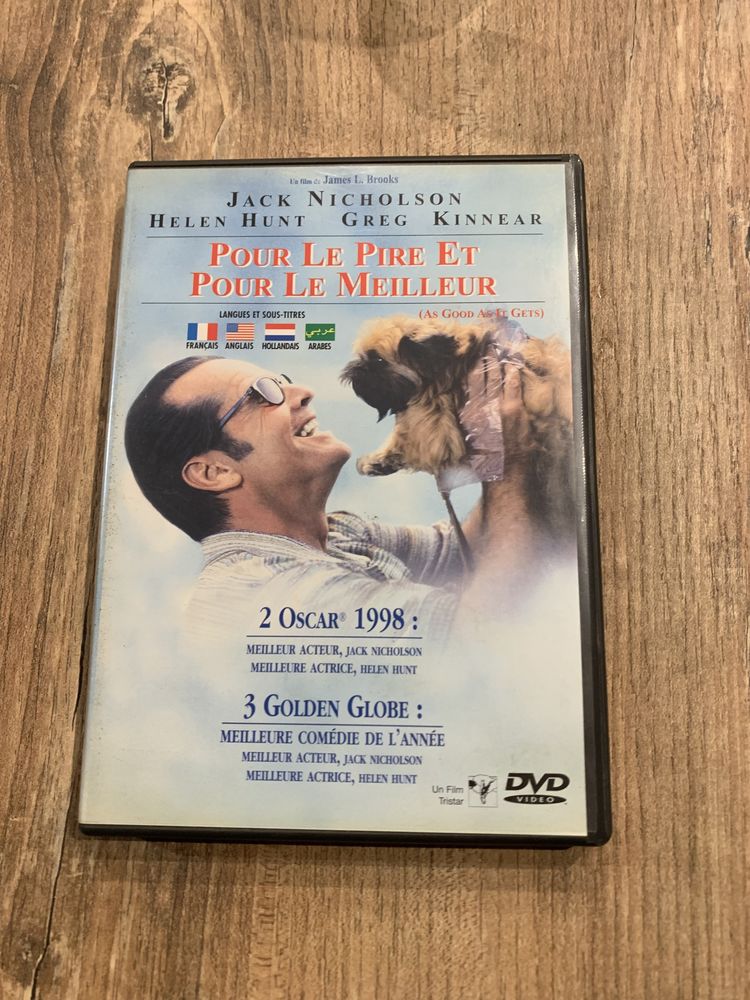 Un film de James L. Brooks
JACK NICHOLSON
HELEN HUNT GREG KINNEAR
POUR LE PIRE ET
POUR LE MEILLEUR
(AS GOOD AS IT GETS)
LANGUES ET SOUS-TITRES
عربي
FRANÇAIS ANGLAIS HOLLANDAIS ARABES
2 OSCAR® 1998 :
MEILLEUR ACTEUR, JACK NICHOLSON
MEILLEURE ACTRICE, HELEN HUNT
3 GOLDEN GLOBE :
MEILLEURE COMÉDIE DE L'ANNÉE
MEILLEUR ACTEUR, JACK NICHOLSON
MEILLEURE ACTRICE, HELEN HUNT
Un Film
Tristar
DVD
VIDEO